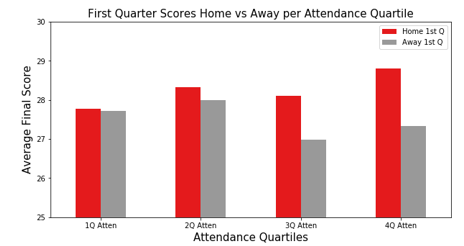 First Quarter Scores Home vs Away per Attendance Quartile
Home 1st Q
Away 1st Q
Average Final Score
30
29
28
27
26
25
1Q Atten
2Q Atten
3Q Atten
4Q Atten
Attendance Quartiles